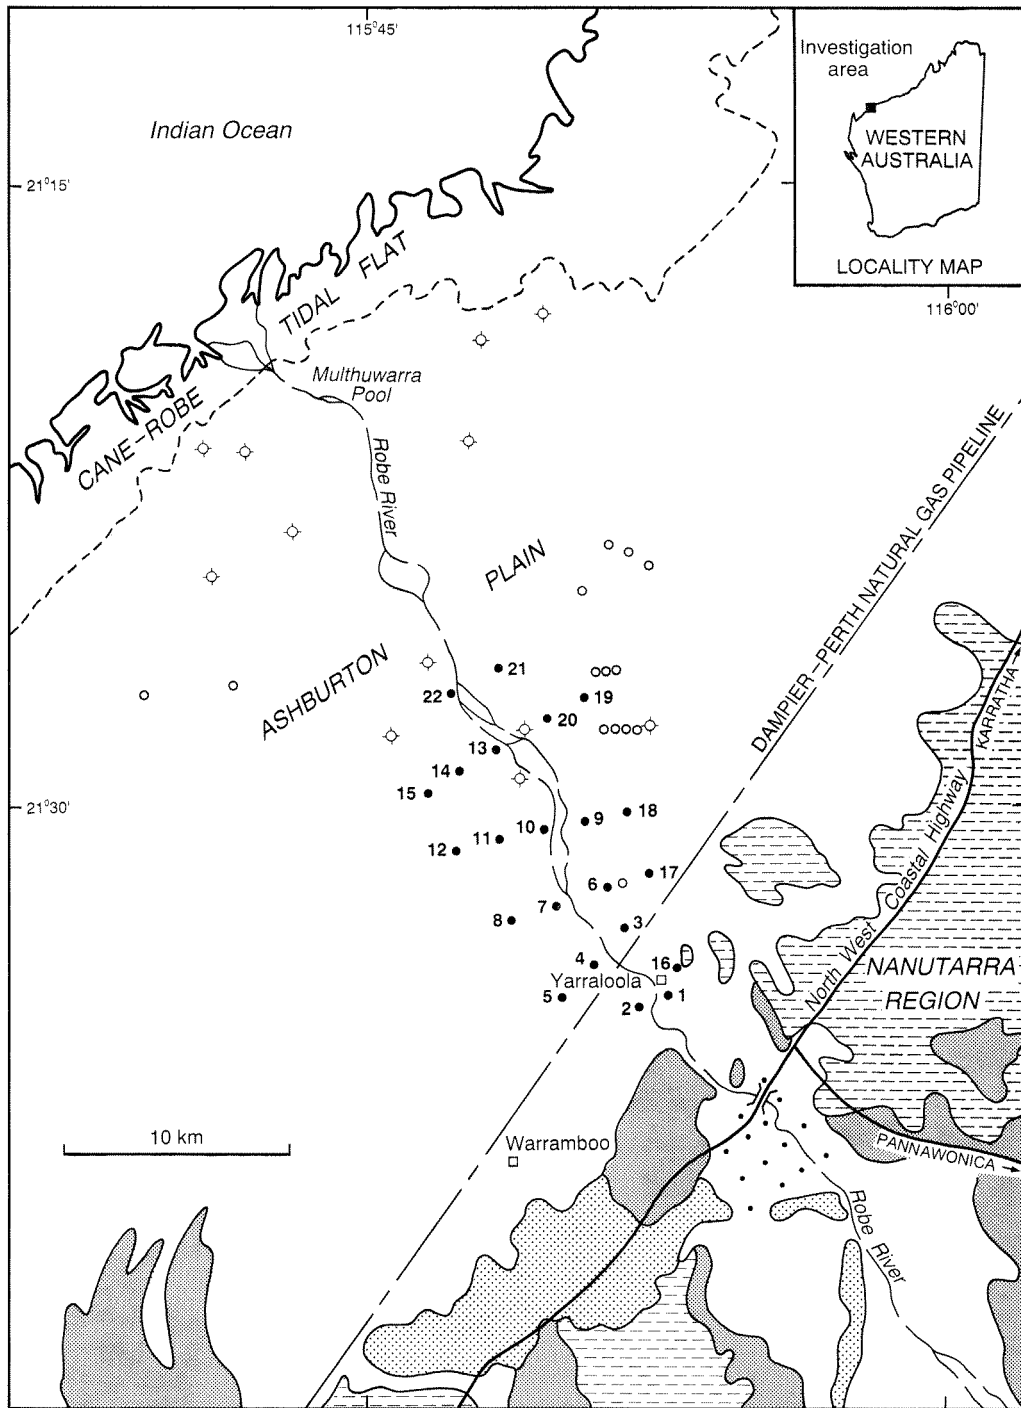 115°45'
Investigation
area
Indian Ocean
WESTERN
AUSTRALIA
21°15'
LOCALITY MAP
TIDAL FLAT
116°00'
Multhuwarra
Pool
CANE-ROBE
Robe River
DAMPIER-PERTH NATURAL GAS PIPELINE
PLAIN
ASHBURTON
KARRATHA
21
22
19
20
13
14
15
21°30'
18
9
10
11
12
North West Coastal Highway
17
6
7
8
3
4
16
NANUTARRA
REGION
Yarraloola
5
1
2
10 km
Warramboo
PANNAWONICA
Robe River